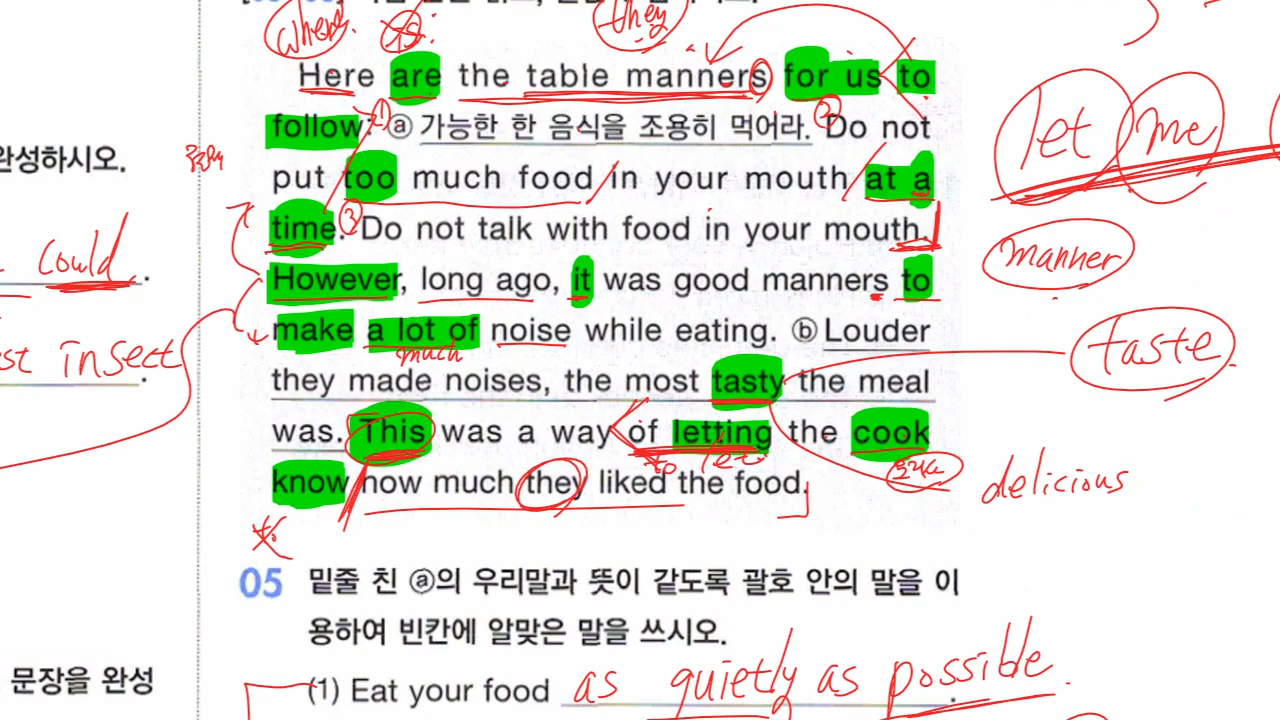 where
they
Here are the table manners for us to
follow: ⓐ 가능한 한 음식을 조용히 먹어라. Do not
put too much food in your mouth at a
time. Do not talk with food in your mouth.
However, long ago, it was good manners to
make a lot of noise while eating. ⓑ Louder
much
they made noises, the most tasty the meal
was. This was a way of letting the cook
to let
know how much they liked the food.
let me
manner
taste
delicious
완성하시오.
could
insect
문장을 완성
05 밑줄 친 ⓐ의 우리말과 뜻이 같도록 괄호 안의 말을 이
용하여 빈칸에 알맞은 말을 쓰시오.
(1) Eat your food as quietly as possible.